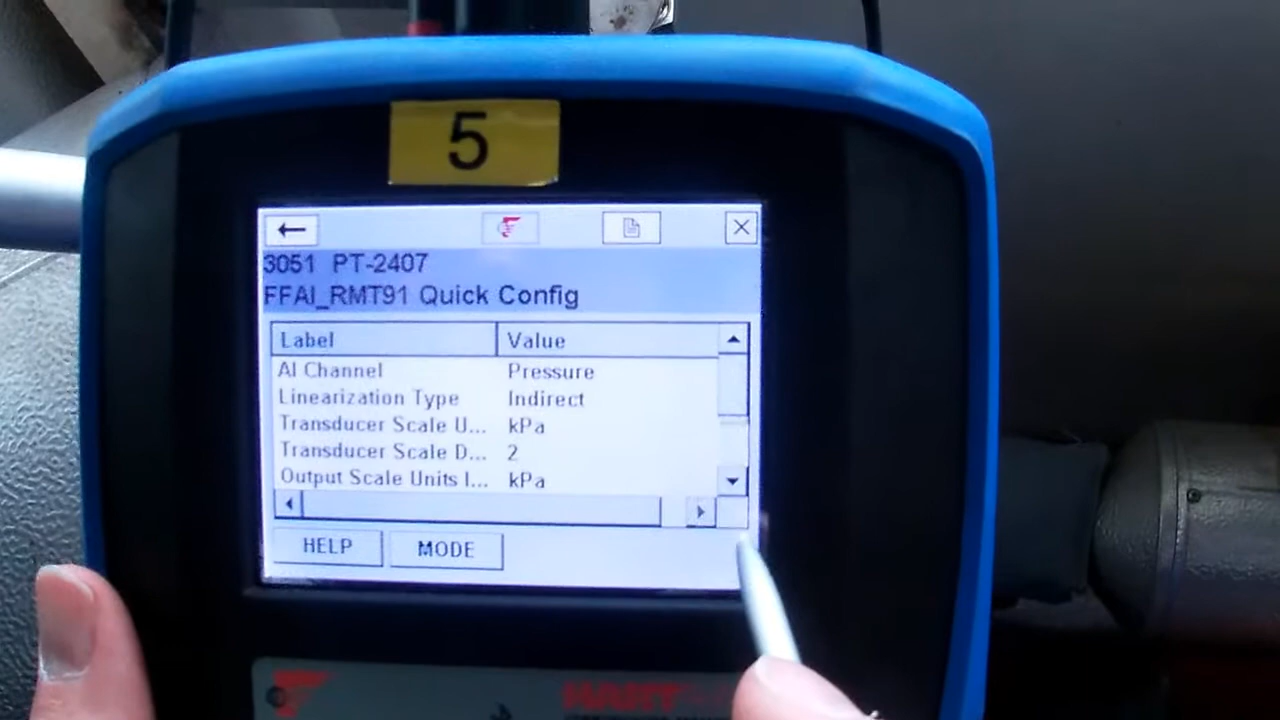 5
3051 PT-2407
FFAI_RMT91 Quick Config
Label Value
AI Channel Pressure
Linearization Type Indirect
Transducer Scale U... kPa
Transducer Scale D... 2
Output Scale Units I... kPa
HELP MODE
HART